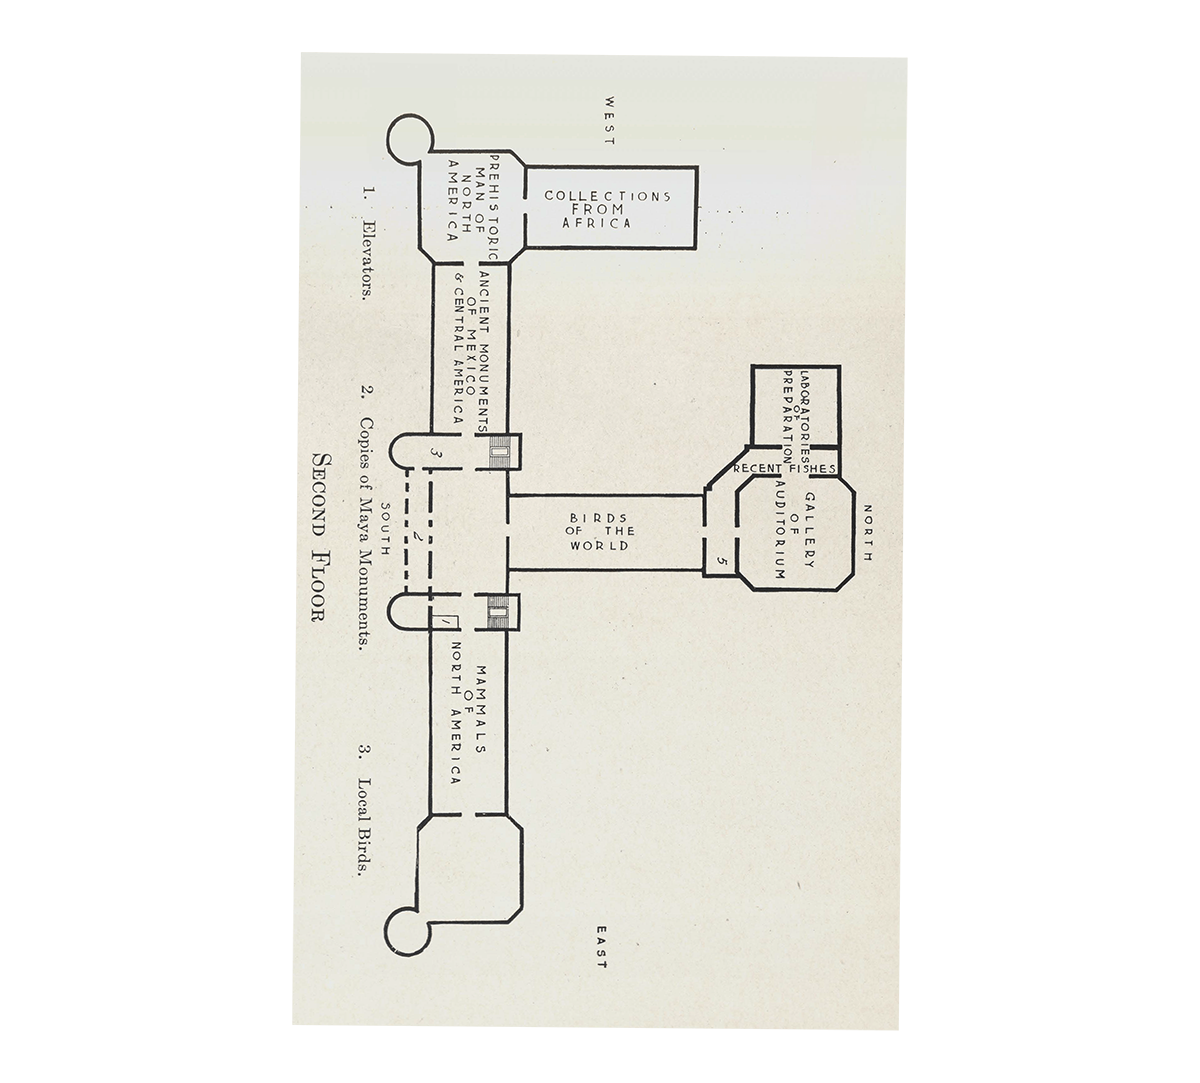 WEST
COLLECTIONS
FROM
AFRICA
PREHISTORIC
MAN OF
NORTH
AMERICA
ANCIENT MONUMENTS
OF MEXICO
& CENTRAL AMERICA
3
2
1
SOUTH
BIRDS
OF THE
WORLD
LABORATORIES
OF
PREPARATION
RECENT FISHES
GALLERY
OF
AUDITORIUM
5
NORTH
MAMMALS
OF
NORTH AMERICA
EAST
1. Elevators. 2. Copies of Maya Monuments. 3. Local Birds.
SECOND FLOOR